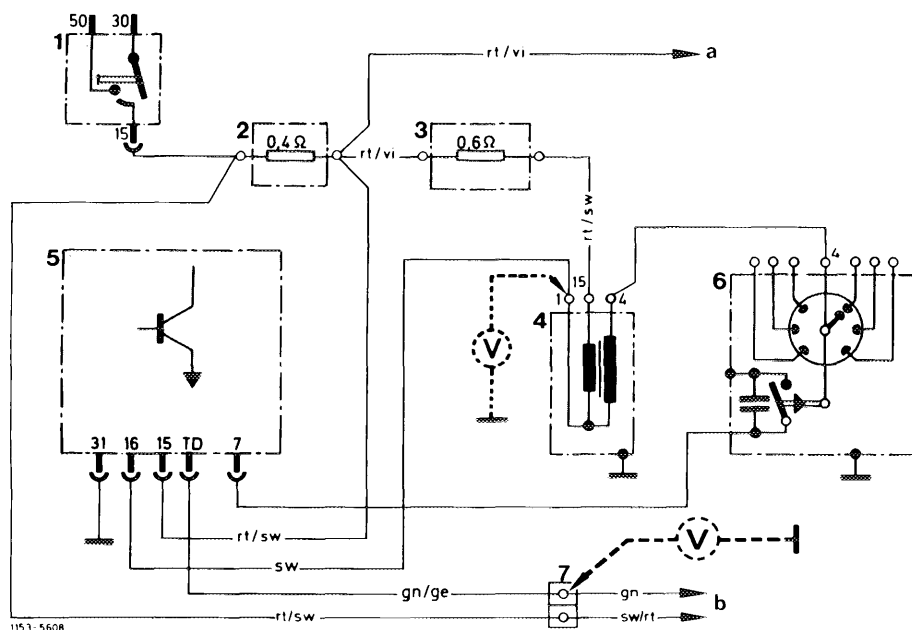 50 30
1
15
2
0,4Ω
rt/vi
a
rt/vi
3
0,6Ω
rt/sw
5
1 15 4
4
V
6
4
31 16 15 TD 7
rt/sw
sw
V
gn/ge
7
gn
b
rt/sw
sw/rt
1153-5608